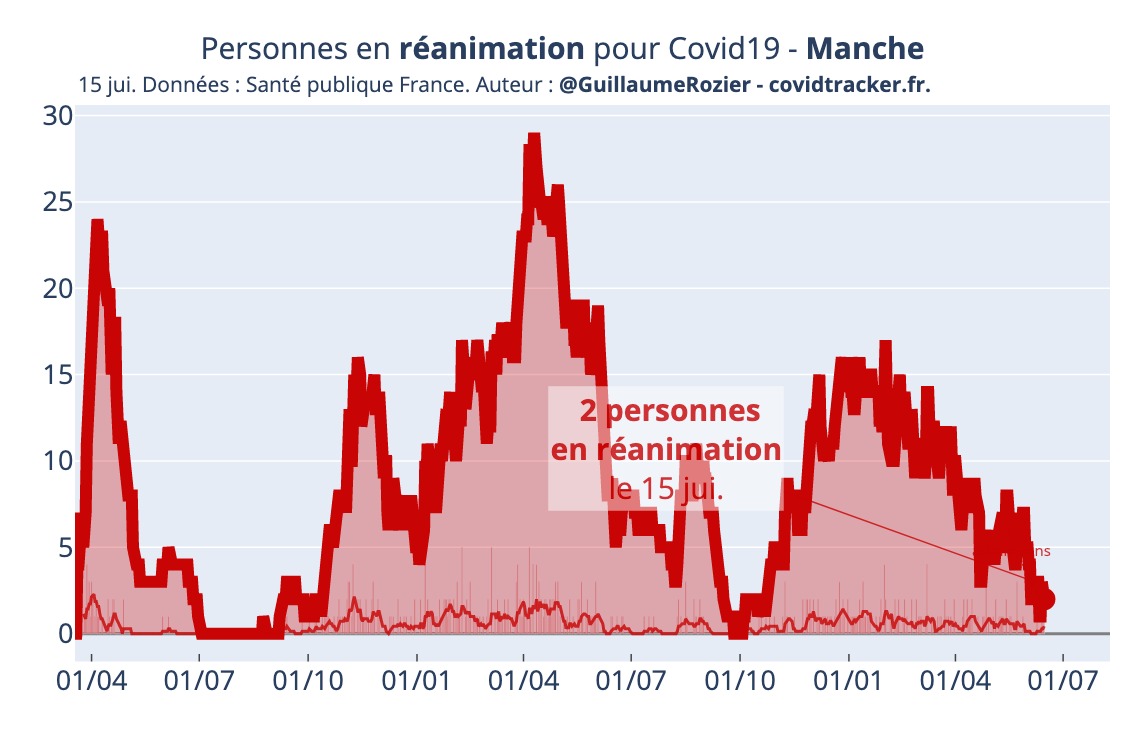 Personnes en réanimation pour Covid19 - Manche
15 jui. Données : Santé publique France. Auteur : @GuillaumeRozier - covidtracker.fr.
30
25
20
15
10
5
0
2 personnes
en réanimation
le 15 jui.
01/04 01/07 01/10 01/01 01/04 01/07 01/10 01/01 01/04 01/07